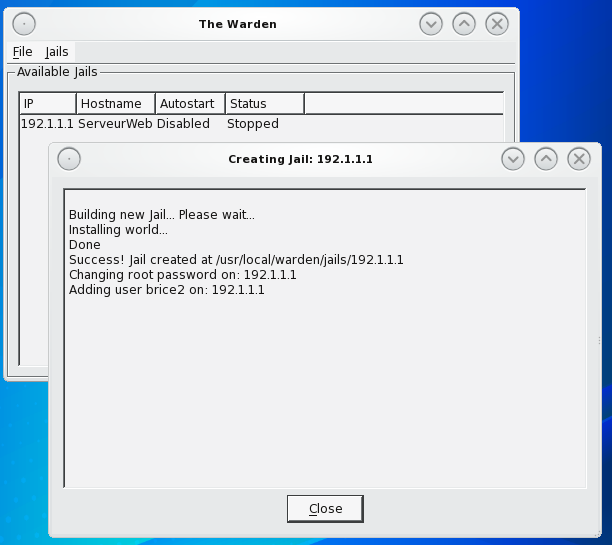 The Warden
File Jails
Available Jails
IP Hostname Autostart Status
192.1.1.1 ServeurWeb Disabled Stopped
Creating Jail: 192.1.1.1
Building new Jail... Please wait...
Installing world...
Done
Success! Jail created at /usr/local/warden/jails/192.1.1.1
Changing root password on: 192.1.1.1
Adding user brice2 on: 192.1.1.1
Close